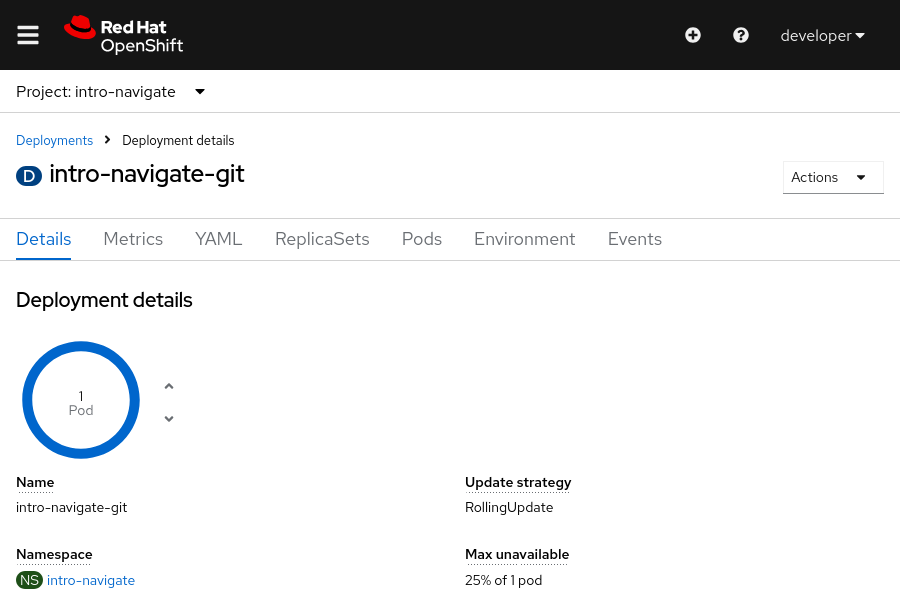 Red Hat
OpenShift
developer
Project: intro-navigate
Deployments
Deployment details
D intro-navigate-git
Actions
Details Metrics YAML ReplicaSets Pods Environment Events
Deployment details
1
Pod
Name
intro-navigate-git
Update strategy
RollingUpdate
Namespace
NS intro-navigate
Max unavailable
25% of 1 pod